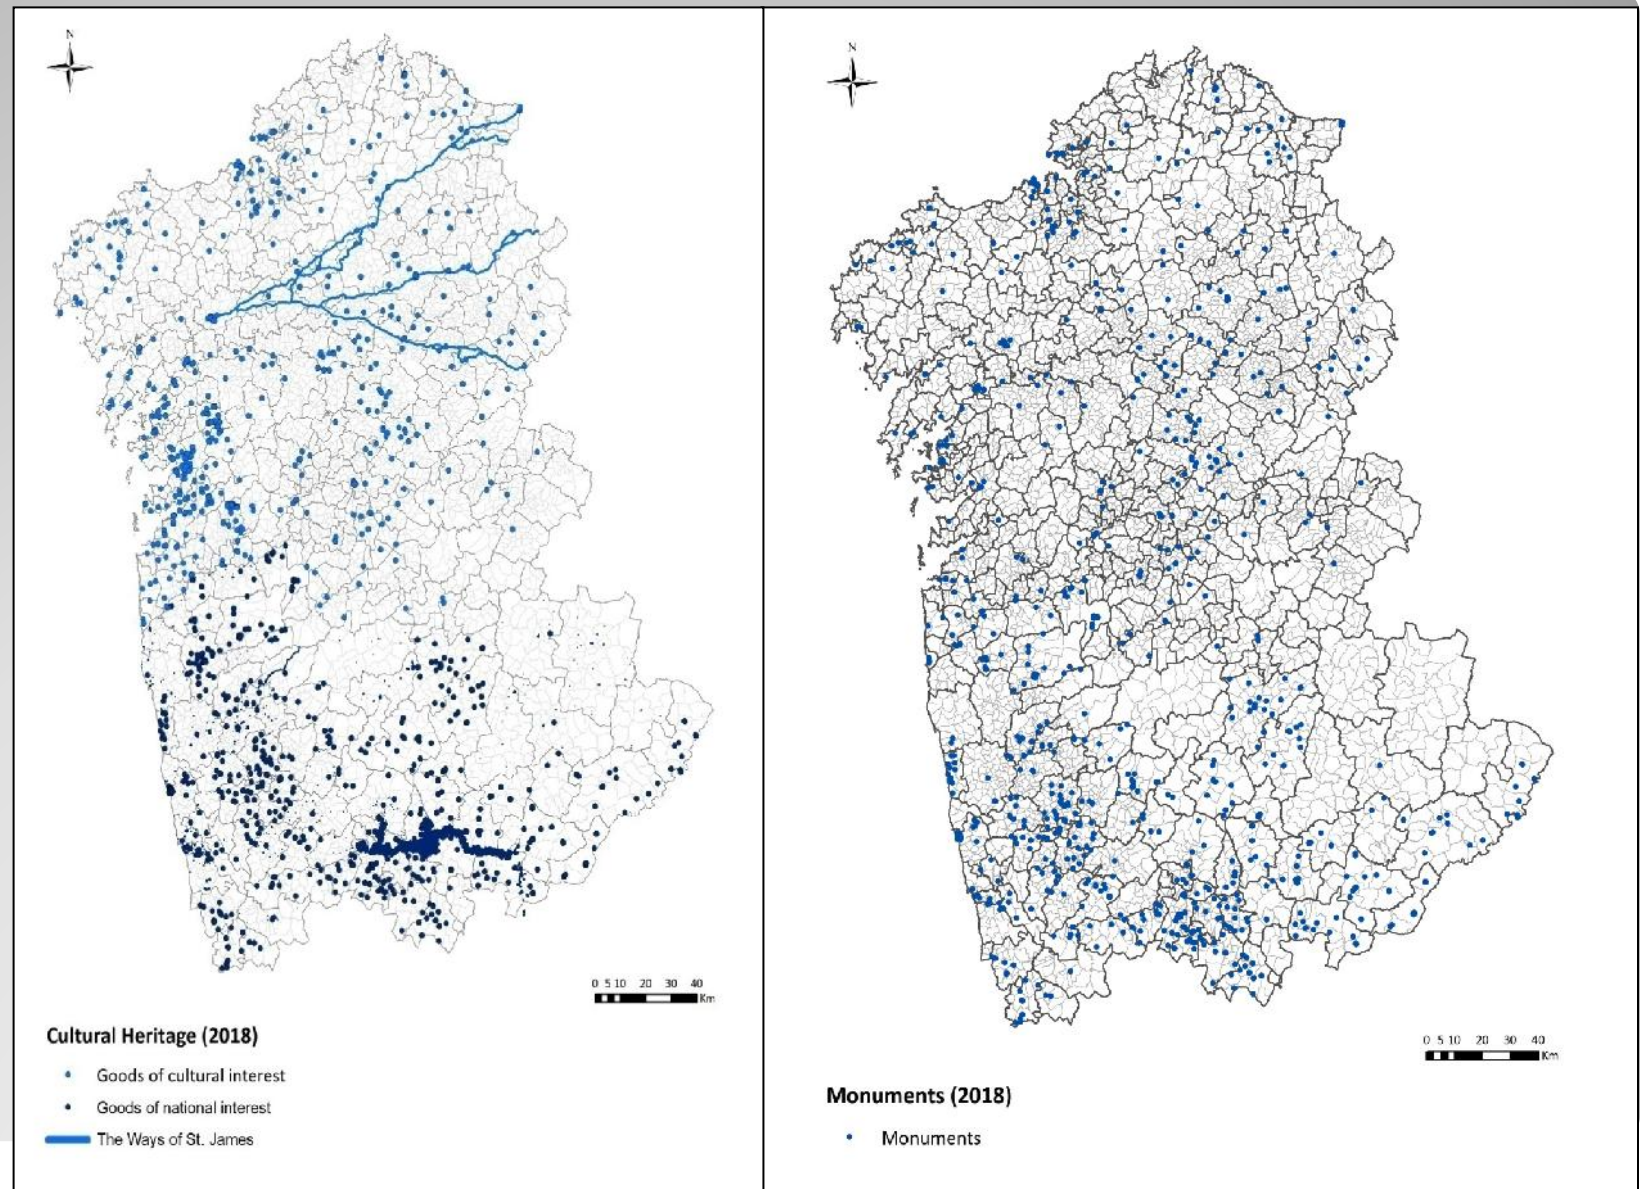 N
0 5 10 20 30 40
Km
Cultural Heritage (2018)
Goods of cultural interest
Goods of national interest
The Ways of St. James
N
0 5 10 20 30 40
Km
Monuments (2018)
Monuments